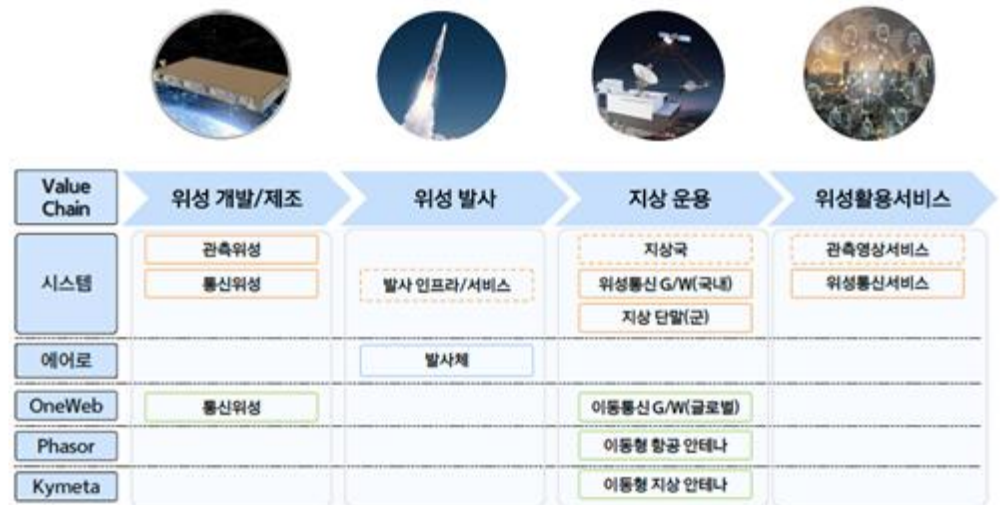 Value
Chain
위성 개발/제조
위성 발사
지상 운용
위성활용서비스
시스템
관측위성
통신위성
발사 인프라/서비스
지상국
위성통신 G/W(국내)
지상 단말(군)
관측영상서비스
위성통신서비스
에어로
발사체
OneWeb
통신위성
이동통신 G/W(글로벌)
Phasor
이동형 항공 안테나
Kymeta
이동형 지상 안테나